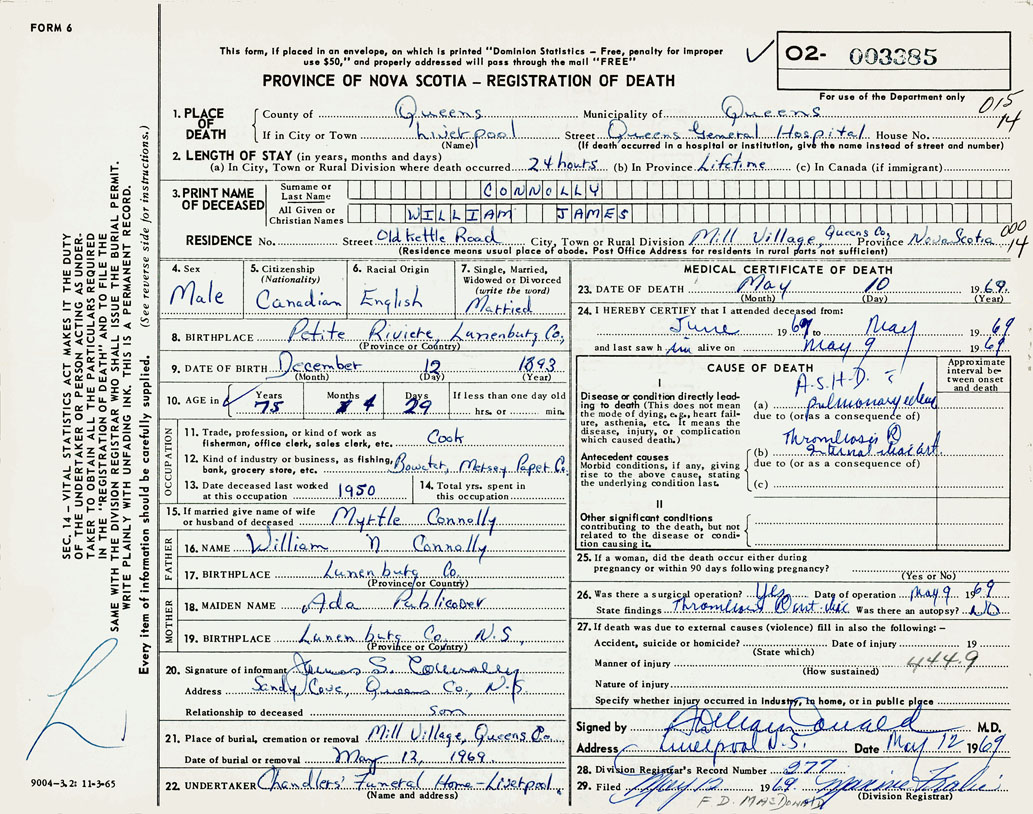 FORM 6
This form, if placed in an envelope, on which is printed "Dominion Statistics – Free, penalty for improper
use $50," and properly addressed will pass through the mail "FREE"
PROVINCE OF NOVA SCOTIA – REGISTRATION OF DEATH
O2- 003385
For use of the Department only
015
14
1. PLACE OF DEATH
County of Queens Municipality of Queens
If in City or Town Liverpool Street Queens General Hospital House No.
(Name) (If death occurred in a hospital or institution, give the name instead of street and number)
2. LENGTH OF STAY (in years, months and days)
(a) In City, Town or Rural Division where death occurred 24 hours (b) In Province Lifetime (c) In Canada (if immigrant)
3. PRINT NAME OF DECEASED
Surname or Last Name CONNOLLY
All Given or Christian Names WILLIAM JAMES
RESIDENCE No. Street Old Kettle Road City, Town or Rural Division Mill Village, Queens Co, Province Nova Scotia
(Residence means usual place of abode. Post Office Address for residents in rural parts not sufficient)
000
14
4. Sex
Male
5. Citizenship
(Nationality)
Canadian
6. Racial Origin
English
7. Single, Married,
Widowed or Divorced
(write the word)
Married
8. BIRTHPLACE Petite Riviere, Lunenburg Co,
(Province or Country)
9. DATE OF BIRTH December 12 1893
(Month) (Day) (Year)
10. AGE in Years Months Days If less than one day old
75 4 29 hrs. or min.
OCCUPATION
11. Trade, profession, or kind of work as
fisherman, office clerk, sales clerk, etc. Cook
12. Kind of industry or business, as fishing,
bank, grocery store, etc. Bowater, Mersey Paper Co.
13. Date deceased last worked
at this occupation 1950
14. Total yrs. spent in
this occupation
15. If married give name of wife
or husband of deceased Myrtle Connolly
FATHER
16. NAME William N Connolly
17. BIRTHPLACE Lunenburg Co.
(Province or Country)
MOTHER
18. MAIDEN NAME Ada Publicover
19. BIRTHPLACE Lunenburg Co, N.S,
(Province or Country)
20. Signature of informant S. Connolly
Address Sandy Cove, Queens Co, N.S.
Relationship to deceased son
21. Place of burial, cremation or removal Mill Village, Queens Co.
Date of burial or removal May 13, 1969.
22. UNDERTAKER Chandlers' Funeral Home - Liverpool
(Name and address)
MEDICAL CERTIFICATE OF DEATH
23. DATE OF DEATH May 10 1969.
(Month) (Day) (Year)
24. I HEREBY CERTIFY that I attended deceased from:
June 1967 to May 1969
and last saw h im alive on May 9 1969
CAUSE OF DEATH
Approximate interval between onset and death
I
Disease or condition directly leading to death (This does not mean the mode of dying, e.g., heart failure, asthenia, etc. It means the disease, injury, or complication which caused death.)
A.S.H.D.
(a) pulmonary edema
due to (or as a consequence of)
Antecedent causes
Morbid conditions, if any, giving rise to the above cause, stating the underlying condition last.
Thrombosis R
(b) internal iliac art.
due to (or as a consequence of)
(c)
II
Other significant conditions
contributing to the death, but not related to the disease or condition causing it.
25. If a woman, did the death occur either during
pregnancy or within 90 days following pregnancy?
(Yes or No)
26. Was there a surgical operation? Yes Date of operation May 9 1969
State findings Thrombosis R Was there an autopsy? NO
27. If death was due to external causes (violence) fill in also the following: –
Accident, suicide or homicide? Date of injury 19
(State which)
Manner of injury 444.9
(How sustained)
Nature of injury
Specify whether injury occurred in Industry, in home, or in public place
Signed by M.D.
Address Liverpool N.S. Date May 12 1969
28. Division Registrar's Record Number 277
29. Filed May 12 1969
(Division Registrar)
F. D. MACDONALD
SEC. 14 – VITAL STATISTICS ACT MAKES IT THE DUTY
OF THE UNDERTAKER OR PERSON ACTING AS UNDER-
TAKER TO OBTAIN ALL THE PARTICULARS REQUIRED
IN THE "REGISTRATION OF DEATH" AND TO FILE THE
SAME WITH THE DIVISION REGISTRAR WHO SHALL ISSUE THE BURIAL PERMIT.
WRITE PLAINLY WITH UNFADING INK. THIS IS A PERMANENT RECORD.
Every item of information should be carefully supplied. (See reverse side for instructions.)
9004–3.2: 11-3-65